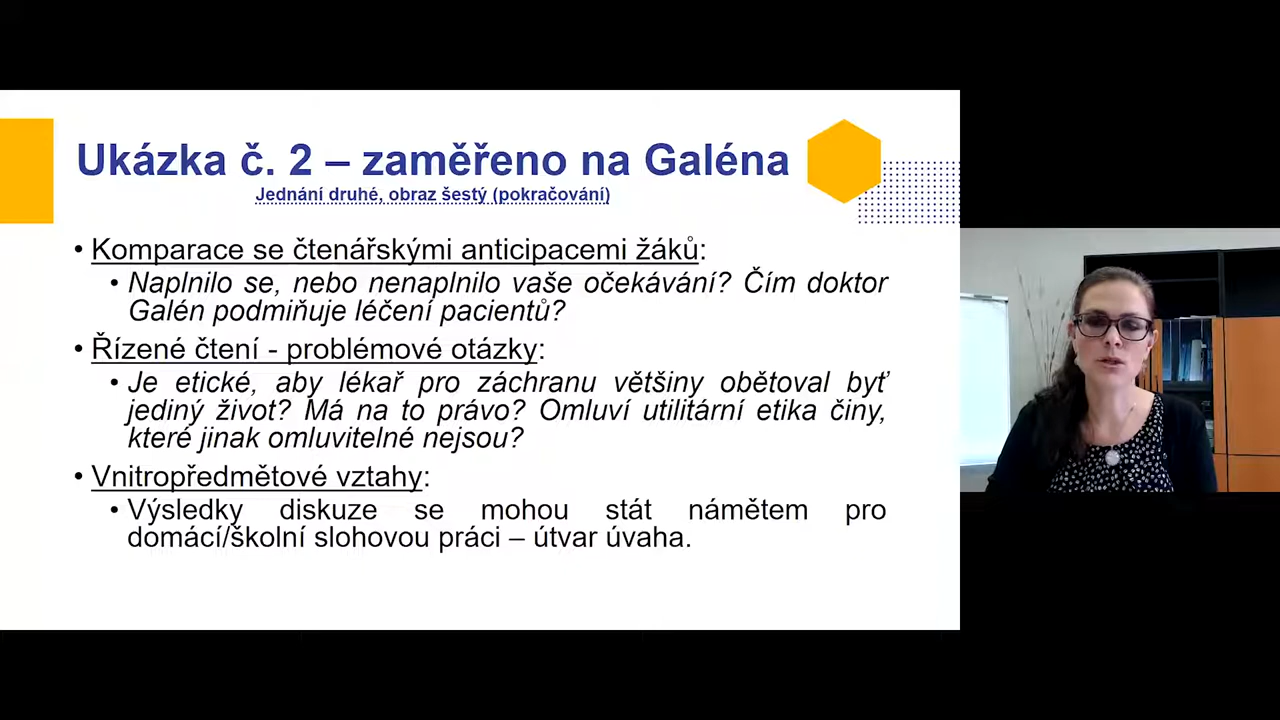 Ukázka č. 2 – zaměřeno na Galéna
Jednání druhé, obraz šestý (pokračování)
• Komparace se čtenářskými anticipacemi žáků:
• Naplnilo se, nebo nenaplnilo vaše očekávání? Čím doktor
Galén podmiňuje léčení pacientů?
• Řízené čtení - problémové otázky:
• Je etické, aby lékař pro záchranu většiny obětoval byť
jediný život? Má na to právo? Omluví utilitární etika činy,
které jinak omluvitelné nejsou?
• Vnitropředmětové vztahy:
• Výsledky diskuze se mohou stát námětem pro
domácí/školní slohovou práci – útvar úvaha.